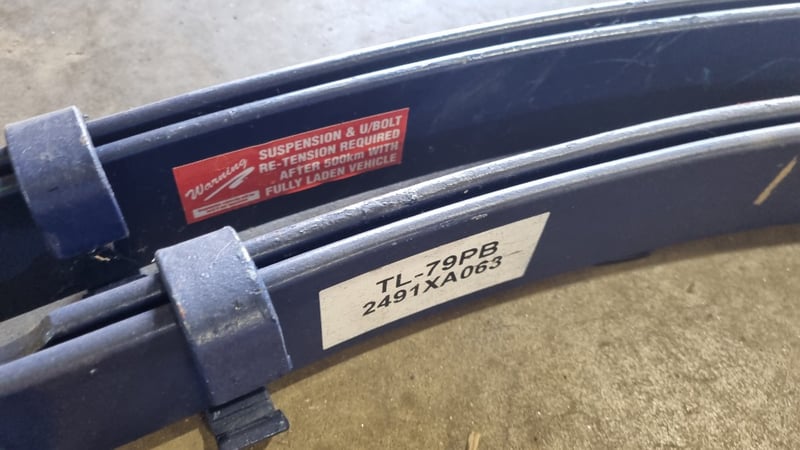 Warning
SUSPENSION & U/BOLT
RE-TENSION REQUIRED
AFTER 500km WITH
FULLY LADEN VEHICLE
TL-79PB
2491XA063